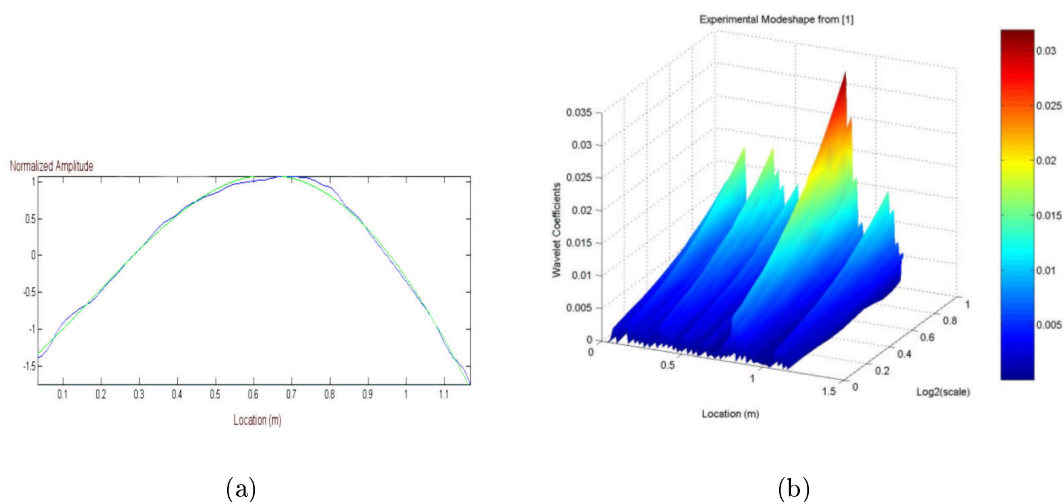 Normalized Amplitude
1
0.5
0
-0.5
-1
-1.5
0.1 0.2 0.3 0.4 0.5 0.6 0.7 0.8 0.9 1 1.1
Location (m)
(a)
Experimental Modeshape from [1]
0.035
0.03
0.025
0.02
0.015
0.01
0.005
0
Wavelet Coefficients
0 0.5 1 1.5
Location (m)
0 0.2 0.4 0.6 0.8 1
Log2(scale)
0.03
0.025
0.02
0.015
0.01
0.005
(b)